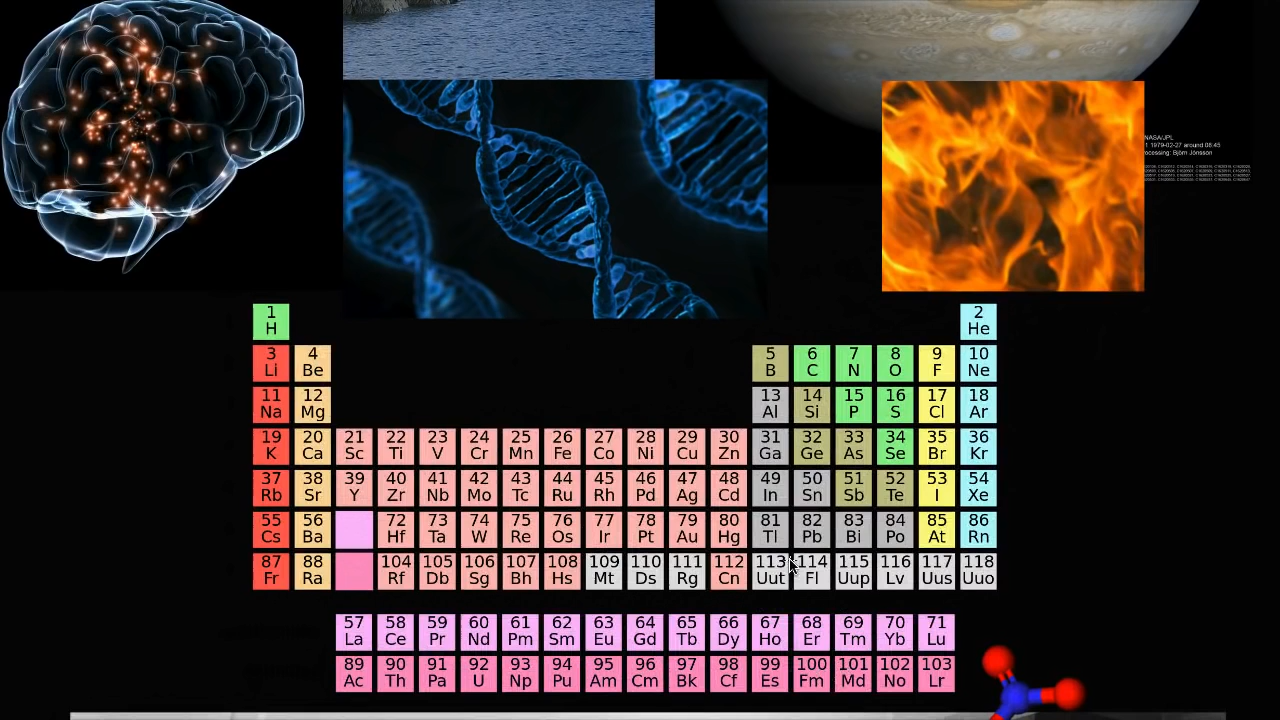 NASA/JPL
1 1979-02-27 around 08:45
ocessing: Björn Jónsson
1 2
H He
3 4 5 6 7 8 9 10
Li Be B C N O F Ne
11 12 13 14 15 16 17 18
Na Mg Al Si P S Cl Ar
19 20 21 22 23 24 25 26 27 28 29 30 31 32 33 34 35 36
K Ca Sc Ti V Cr Mn Fe Co Ni Cu Zn Ga Ge As Se Br Kr
37 38 39 40 41 42 43 44 45 46 47 48 49 50 51 52 53 54
Rb Sr Y Zr Nb Mo Tc Ru Rh Pd Ag Cd In Sn Sb Te I Xe
55 56 72 73 74 75 76 77 78 79 80 81 82 83 84 85 86
Cs Ba Hf Ta W Re Os Ir Pt Au Hg Tl Pb Bi Po At Rn
87 88 104 105 106 107 108 109 110 111 112 113 114 115 116 117 118
Fr Ra Rf Db Sg Bh Hs Mt Ds Rg Cn Uut Fl Uup Lv Uus Uuo
57 58 59 60 61 62 63 64 65 66 67 68 69 70 71
La Ce Pr Nd Pm Sm Eu Gd Tb Dy Ho Er Tm Yb Lu
89 90 91 92 93 94 95 96 97 98 99 100 101 102 103
Ac Th Pa U Np Pu Am Cm Bk Cf Es Fm Md No Lr